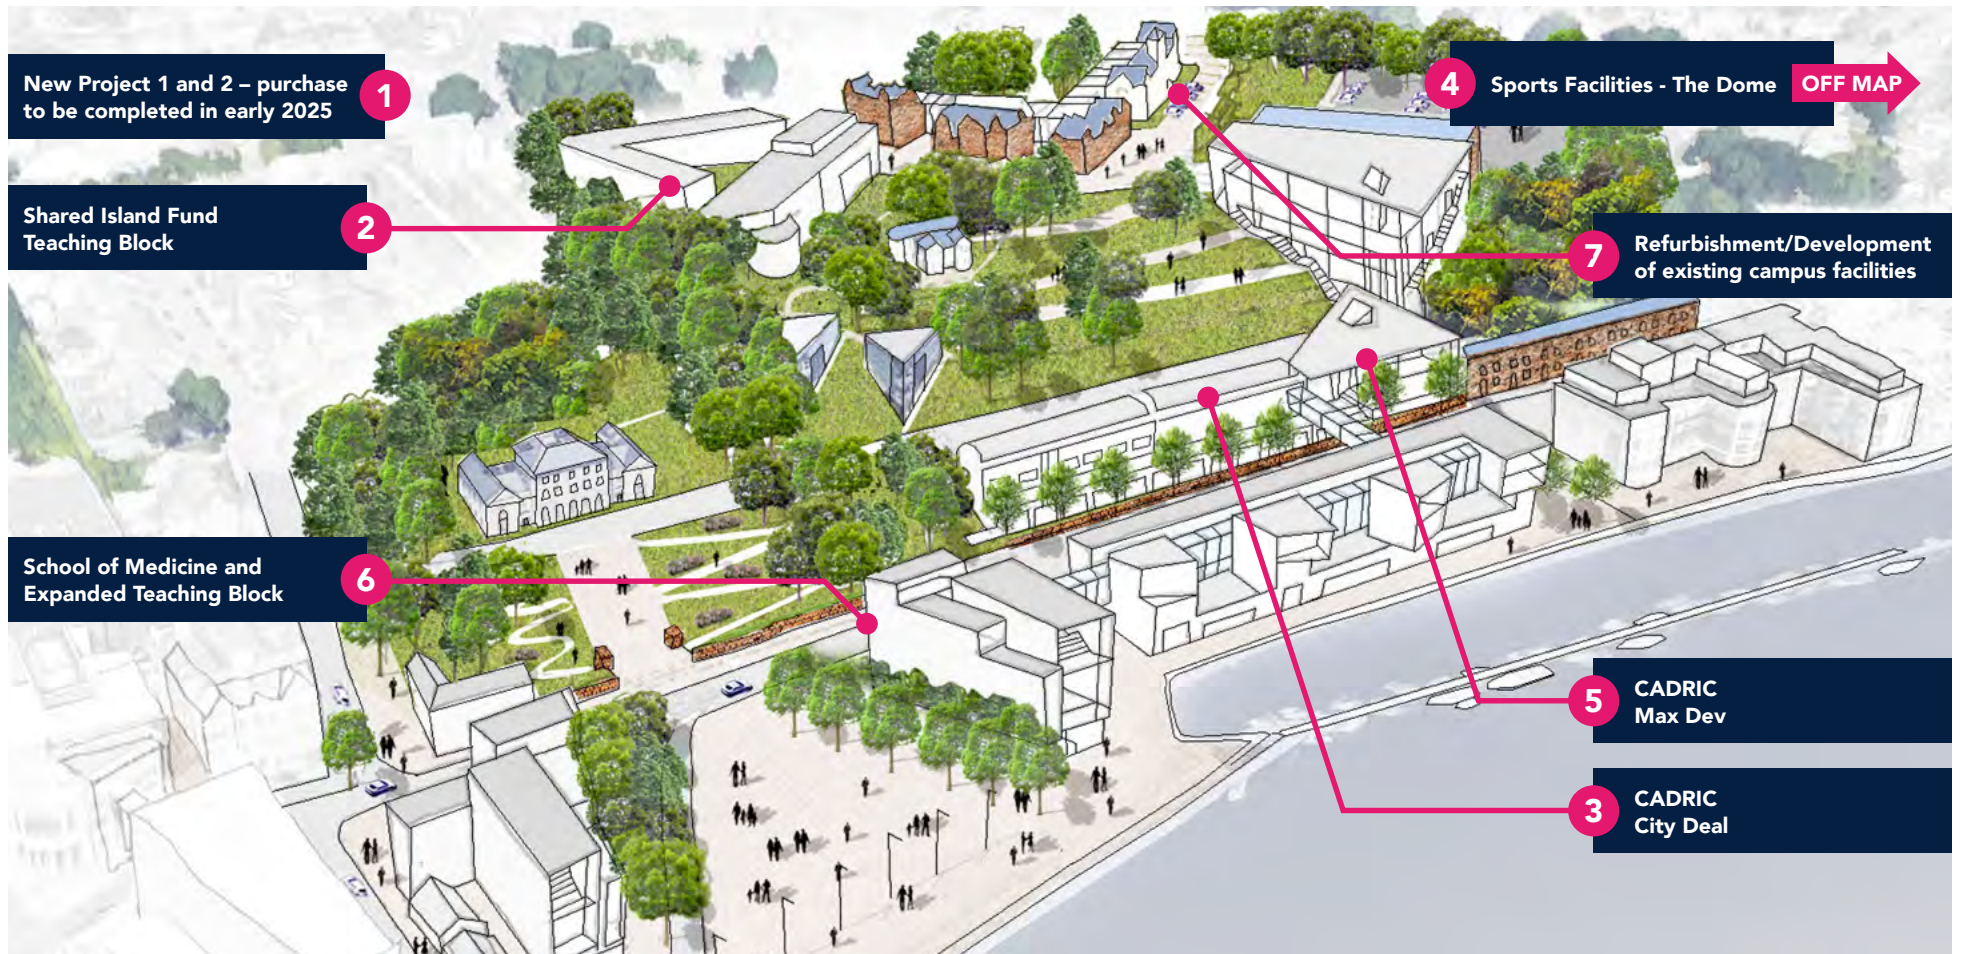 New Project 1 and 2 – purchase
to be completed in early 2025
1
4
Sports Facilities - The Dome
OFF MAP
Shared Island Fund
Teaching Block
2
7
Refurbishment/Development
of existing campus facilities
School of Medicine and
Expanded Teaching Block
6
5
CADRIC
Max Dev
3
CADRIC
City Deal